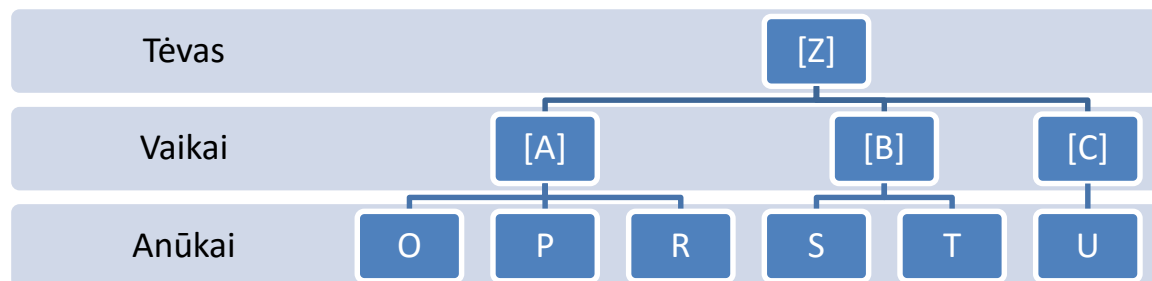 Tėvas [Z]
Vaikai [A] [B] [C]
Anūkai O P R S T U